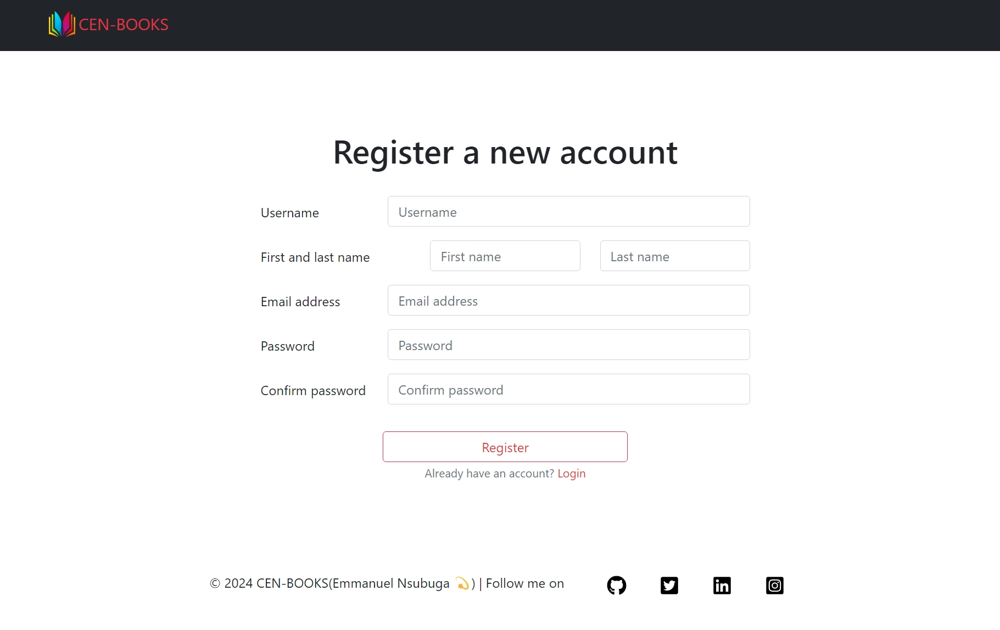 CEN-BOOKS
Register a new account
Username
Username
First and last name
First name
Last name
Email address
Email address
Password
Password
Confirm password
Confirm password
Register
Already have an account? Login
© 2024 CEN-BOOKS(Emmanuel Nsubuga 💫) | Follow me on